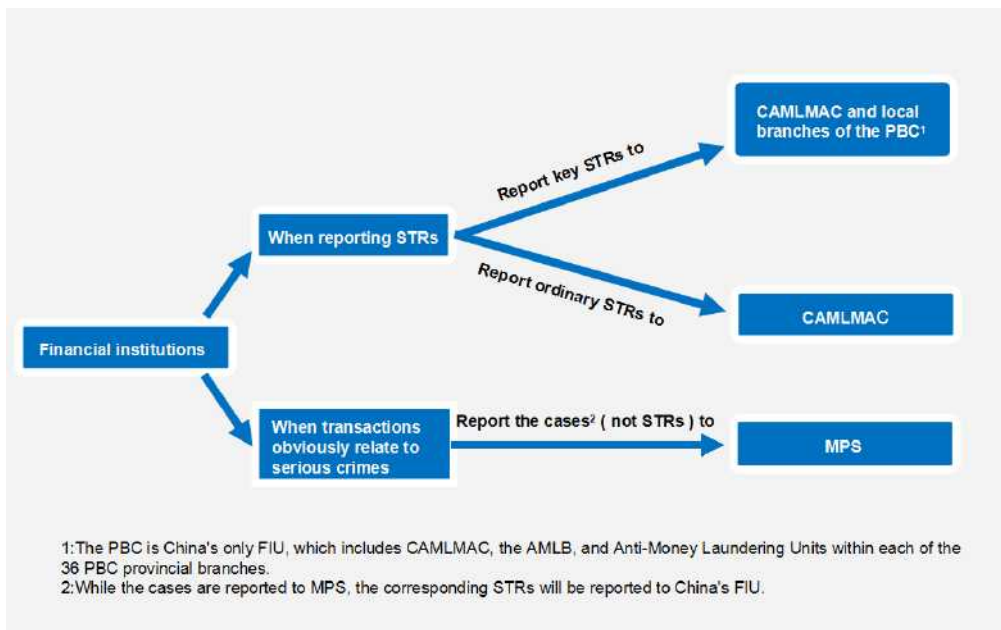 CAMLMAC and local
branches of the PBC¹
Report key STRs to
When reporting STRs
Report ordinary STRs to
CAMLMAC
Financial institutions
When transactions
obviously relate to
serious crimes
Report the cases² ( not STRs ) to
MPS
1:The PBC is China's only FIU, which includes CAMLMAC, the AMLB, and Anti-Money Laundering Units within each of the
36 PBC provincial branches.
2:While the cases are reported to MPS, the corresponding STRs will be reported to China's FIU.